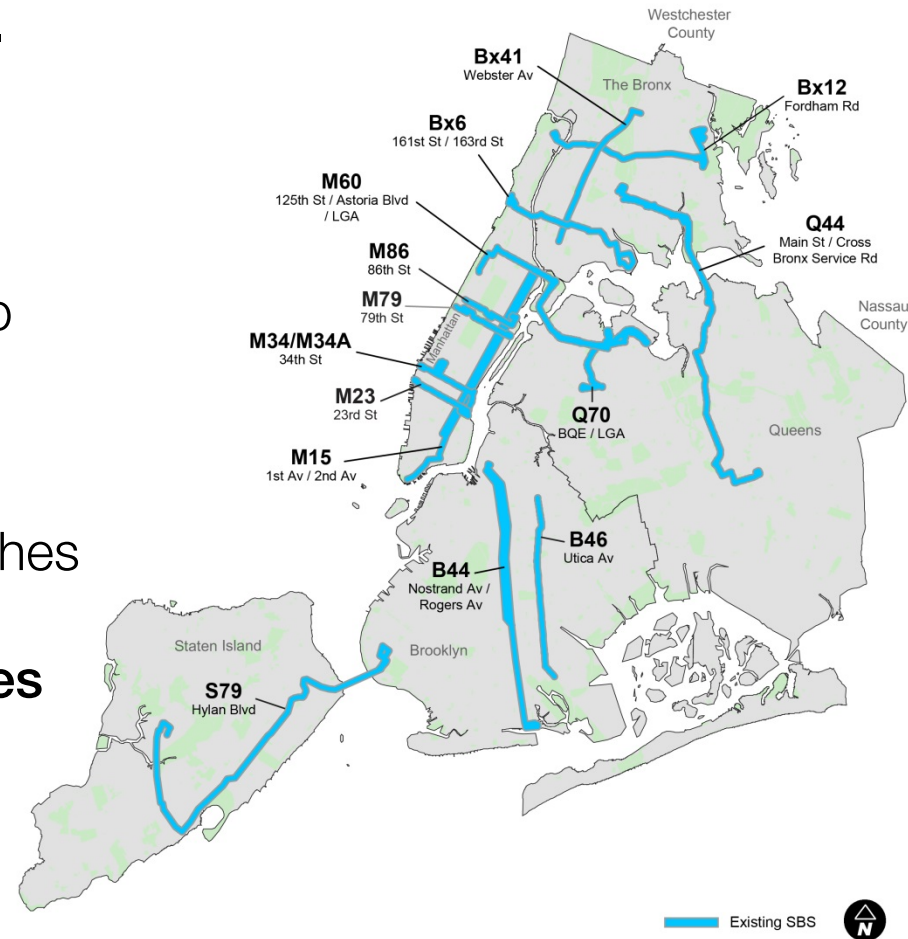 Westchester
County
Bx41
Webster Av
The Bronx
Bx12
Fordham Rd
Bx6
161st St / 163rd St
M60
125th St / Astoria Blvd
/ LGA
Q44
Main St / Cross
Bronx Service Rd
M86
86th St
M79
79th St
Nassau
County
Manhattan
M34/M34A
34th St
M23
23rd St
Q70
BQE / LGA
Queens
M15
1st Av / 2nd Av
hes
B46
Utica Av
B44
Nostrand Av /
Rogers Av
Staten Island
Brooklyn
es
S79
Hylan Blvd
Existing SBS
N